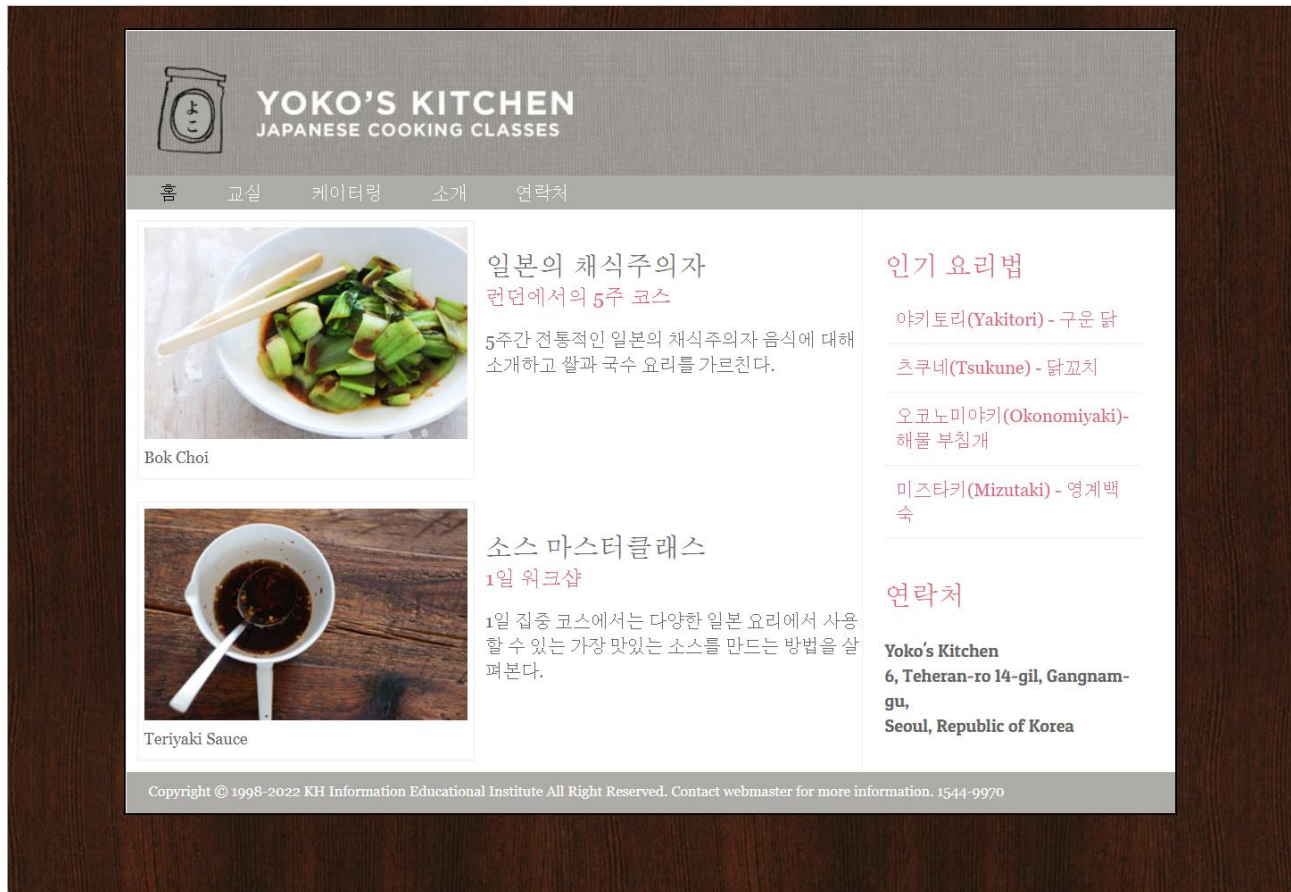 よこ
YOKO'S KITCHEN
JAPANESE COOKING CLASSES
홈 교실 케이터링 소개 연락처
일본의 채식주의자
런던에서의 5주 코스
5주간 전통적인 일본의 채식주의자 음식에 대해
소개하고 쌀과 국수 요리를 가르친다.
Bok Choi
소스 마스터클래스
1일 워크샵
1일 집중 코스에서는 다양한 일본 요리에서 사용
할 수 있는 가장 맛있는 소스를 만드는 방법을 살
펴본다.
Teriyaki Sauce
인기 요리법
야키토리(Yakitori) - 구운 닭
츠쿠네(Tsukune) - 닭꼬치
오코노미야키(Okonomiyaki)-
해물 부침개
미즈타키(Mizutaki) - 영계백
숙
연락처
Yoko's Kitchen
6, Teheran-ro 14-gil, Gangnam-
gu,
Seoul, Republic of Korea
Copyright © 1998-2022 KH Information Educational Institute All Right Reserved. Contact webmaster for more information. 1544-9970